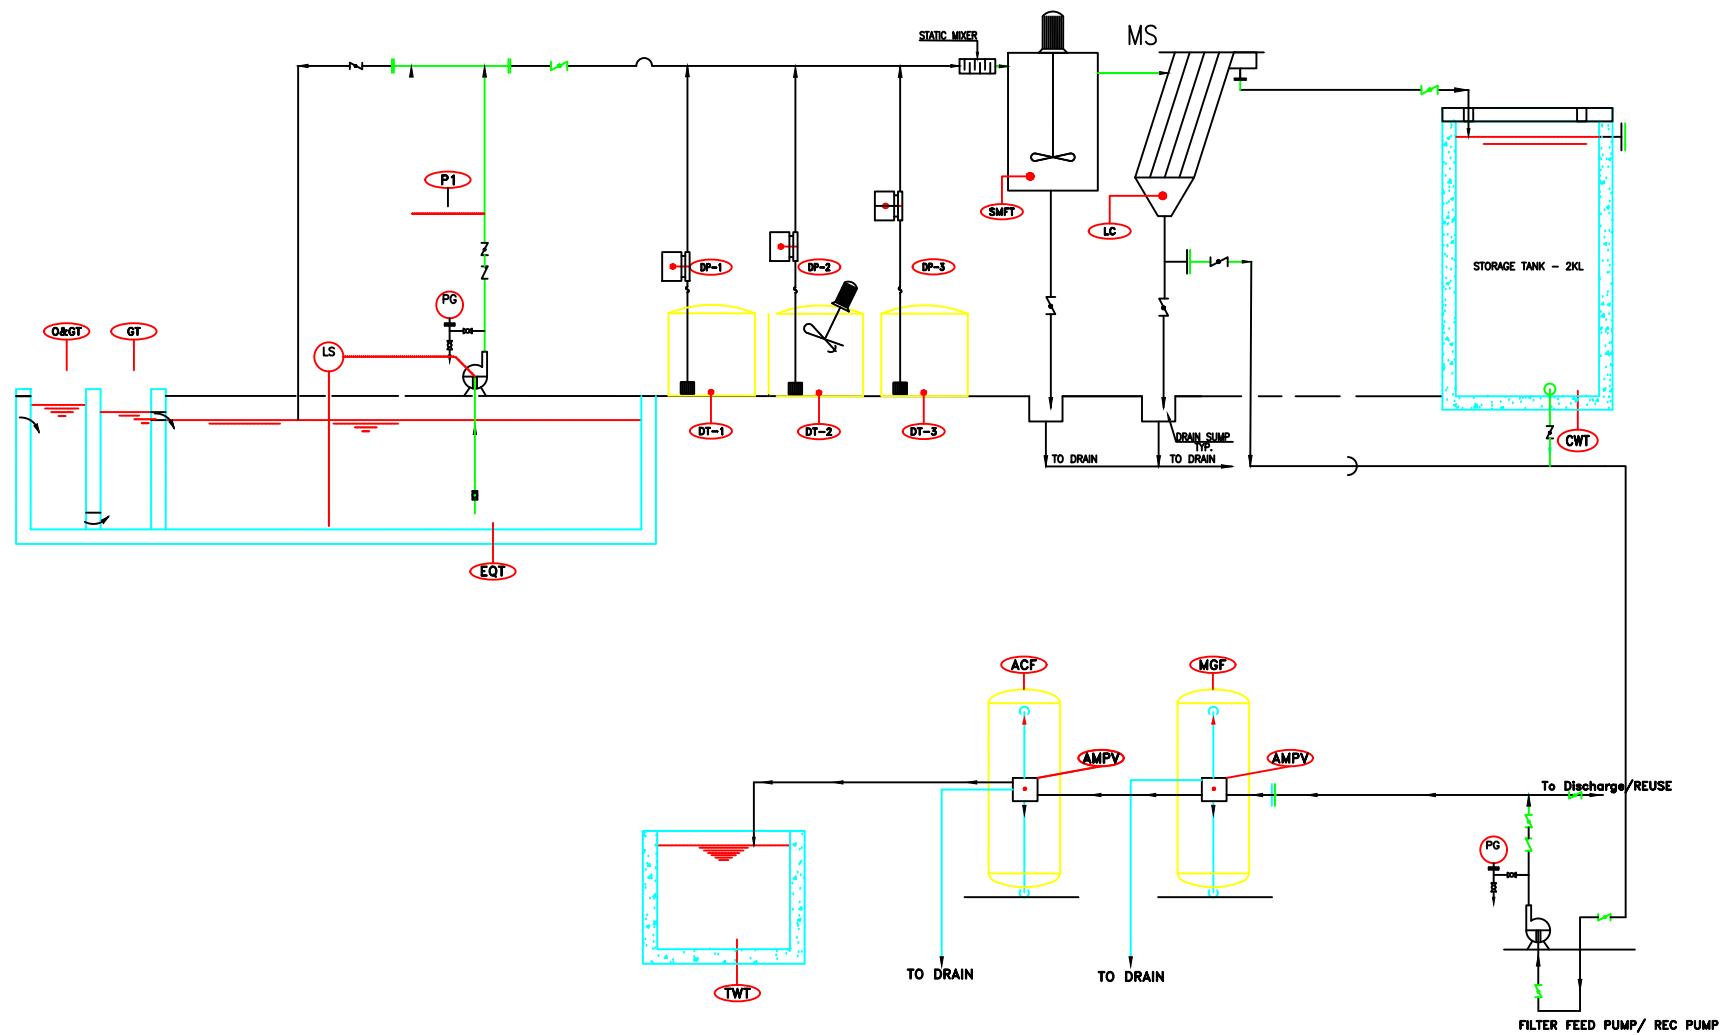 MS
STATIC MIXER
P1
SMFT
LC
DP-1
DP-2
DP-3
STORAGE TANK - 2KL
PG
O&GT
GT
LS
DT-1
DT-2
DT-3
DRAIN SUMP
TYP.
CWT
TO DRAIN
TO DRAIN
EQT
ACF
MGF
AMPV
AMPV
To Discharge/REUSE
PG
TO DRAIN
TO DRAIN
TWT
FILTER FEED PUMP/ REC PUMP